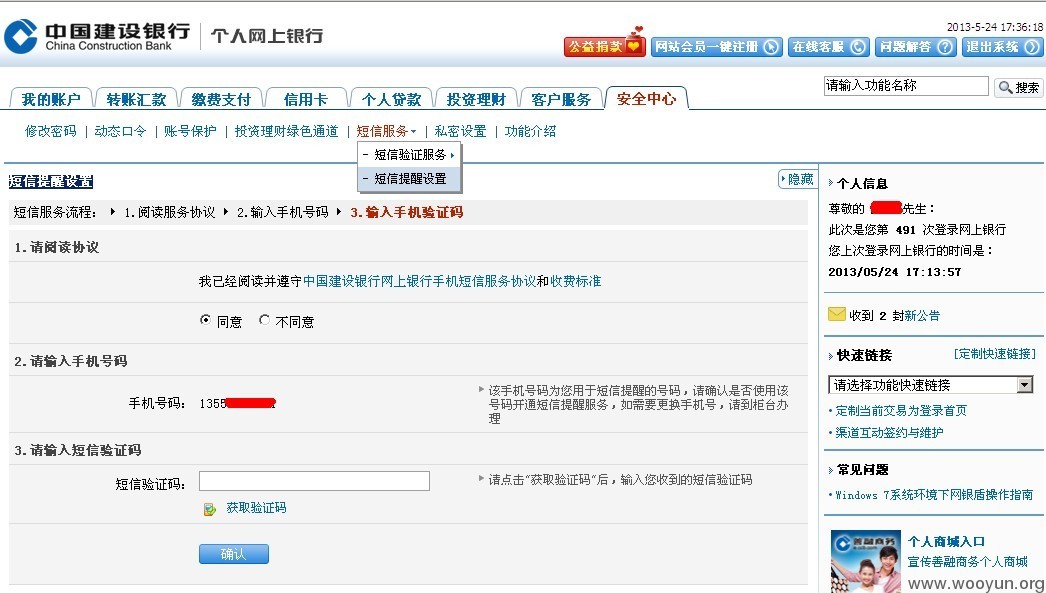 中国建设银行 个人网上银行
China Construction Bank
2013-5-24 17:36:18
公益捐款 网站会员一键注册 在线客服 问题解答 退出系统
我的账户 转账汇款 缴费支付 信用卡 个人贷款 投资理财 客户服务 安全中心
请输入功能名称 搜索
修改密码 | 动态口令 | 账号保护 | 投资理财绿色通道 | 短信服务 | 私密设置 | 功能介绍
- 短信验证服务
- 短信提醒设置
短信提醒设置
隐藏
短信服务流程: 1.阅读服务协议 2.输入手机号码 3.输入手机验证码
1.请阅读协议
我已经阅读并遵守中国建设银行网上银行手机短信服务协议和收费标准
同意 不同意
2.请输入手机号码
手机号码: 1355
该手机号码为您用于短信提醒的号码,请确认是否使用该
号码开通短信提醒服务,如需要更换手机号,请到柜台办
理
3.请输入短信验证码
短信验证码:
请点击“获取验证码”后,输入您收到的短信验证码
获取验证码
确认
个人信息
尊敬的 先生:
此次是您第 491 次登录网上银行
您上次登录网上银行的时间是:
2013/05/24 17:13:57
收到 2 封新公告
快速链接 [定制快速链接]
请选择功能快速链接
·定制当前交易为登录首页
·渠道互动签约与维护
常见问题
·Windows 7系统环境下网银盾操作指南
善融商务
个人商城入口
宣传善融商务个人商城
www.wooyun.org